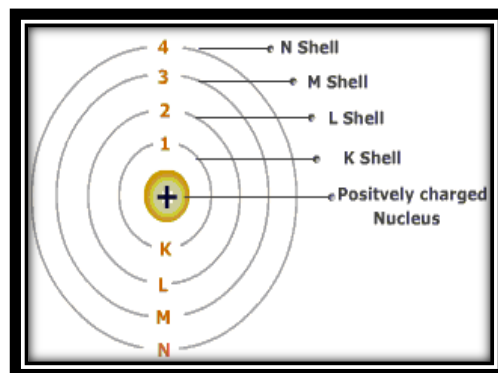 4
N Shell
3
M Shell
2
L Shell
1
K Shell
+
Positvely charged
Nucleus
K
L
M
N